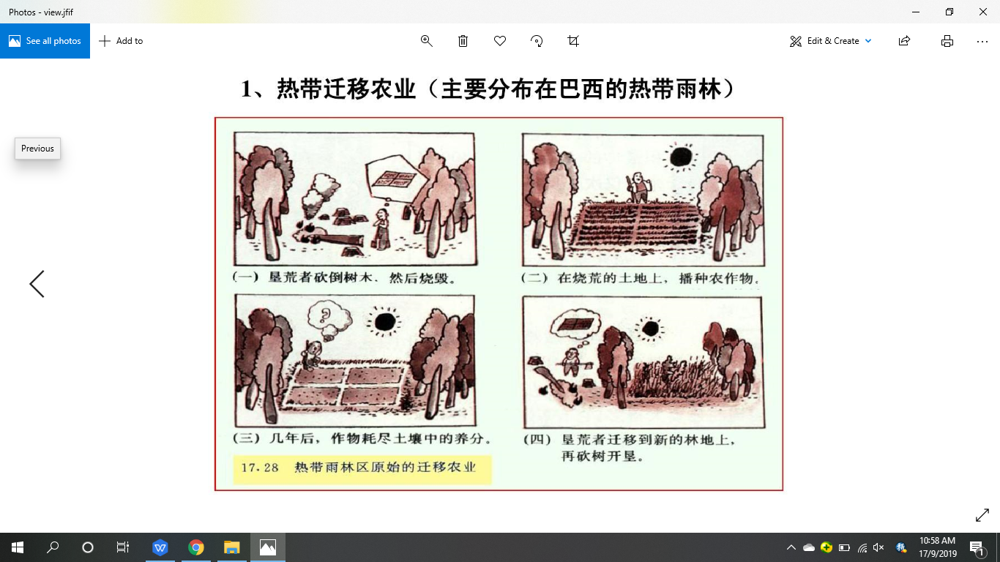 Photos - view.jfif
See all photos
Add to
Edit & Create
1、热带迁移农业（主要分布在巴西的热带雨林）
Previous
(一) 垦荒者砍倒树木．然后烧毁。
(二) 在烧荒的土地上，播种农作物．
?
(三) 几年后，作物耗尽土壤中的养分．
(四) 垦荒者迁移到新的林地上，
再砍树开垦。
17.28 热带雨林区原始的迁移农业
10:58 AM
17/9/2019
1